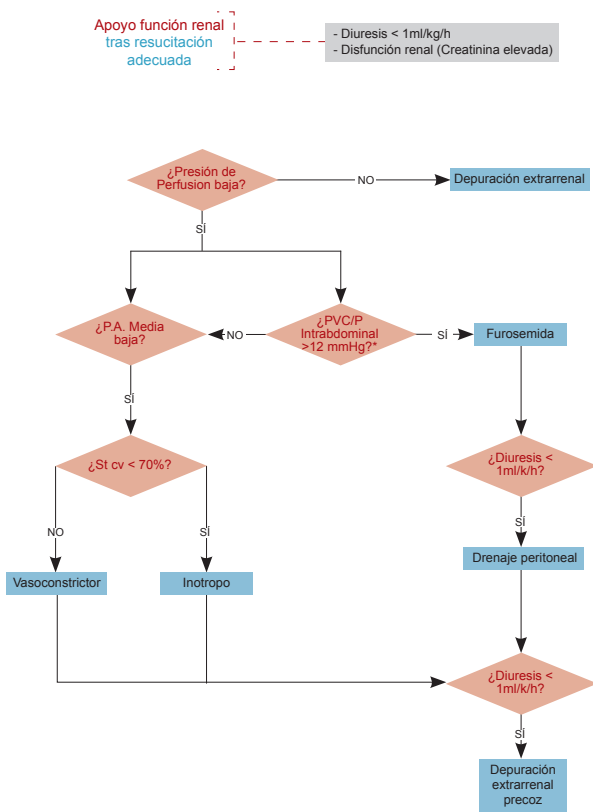 Apoyo función renal
tras resucitación
adecuada
- Diuresis < 1ml/kg/h
- Disfunción renal (Creatinina elevada)
¿Presión de
Perfusion baja?
NO
Depuración extrarrenal
SÍ
¿P.A. Media
baja?
NO
¿PVC/P
Intrabdominal
>12 mmHg?*
SÍ
Furosemida
SÍ
¿St cv < 70%?
¿Diuresis <
1ml/k/h?
NO
SÍ
SÍ
Vasoconstrictor
Inotropo
Drenaje peritoneal
¿Diuresis <
1ml/k/h?
SÍ
Depuración
extrarrenal
precoz